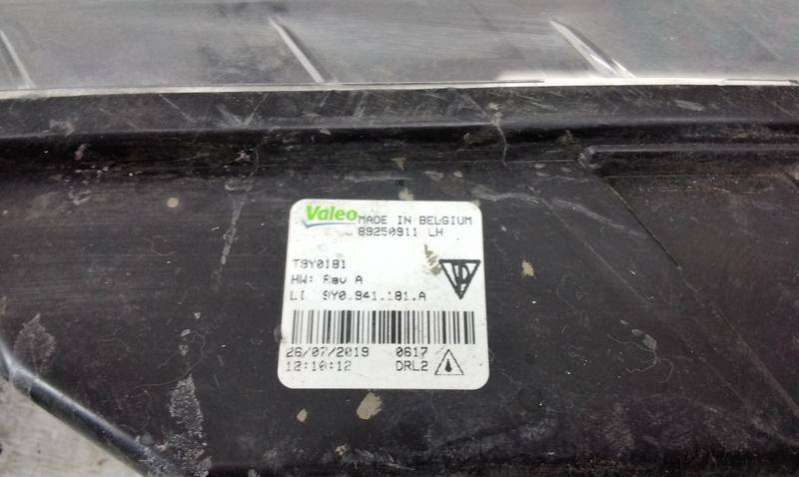 Valeo MADE IN BELGIUM
89250911 LH
T9Y0181
HW: Rev A
LI 9Y0.941.181.A
26/07/2019 0617
12:10:12 DRL2